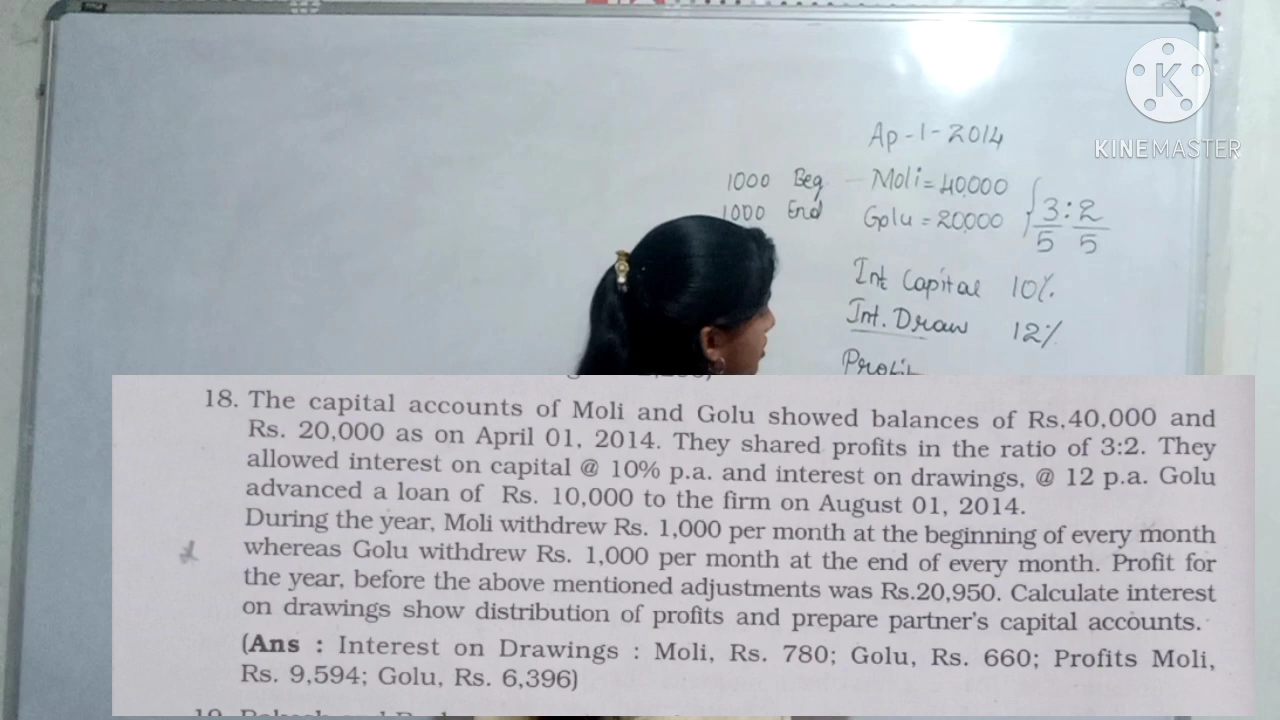 KINEMASTER
Ap-1-2014
1000 Beg - Moli = 40,000
1000 End Golu = 20,000 3:2
5 5
Int Capital 10%
Int. Draw 12%
Profit
18. The capital accounts of Moli and Golu showed balances of Rs.40,000 and
Rs. 20,000 as on April 01, 2014. They shared profits in the ratio of 3:2. They
allowed interest on capital @ 10% p.a. and interest on drawings, @ 12 p.a. Golu
advanced a loan of Rs. 10,000 to the firm on August 01, 2014.
During the year, Moli withdrew Rs. 1,000 per month at the beginning of every month
whereas Golu withdrew Rs. 1,000 per month at the end of every month. Profit for
the year, before the above mentioned adjustments was Rs.20,950. Calculate interest
on drawings show distribution of profits and prepare partner's capital accounts.
(Ans : Interest on Drawings : Moli, Rs. 780; Golu, Rs. 660; Profits Moli,
Rs. 9,594; Golu, Rs. 6,396)